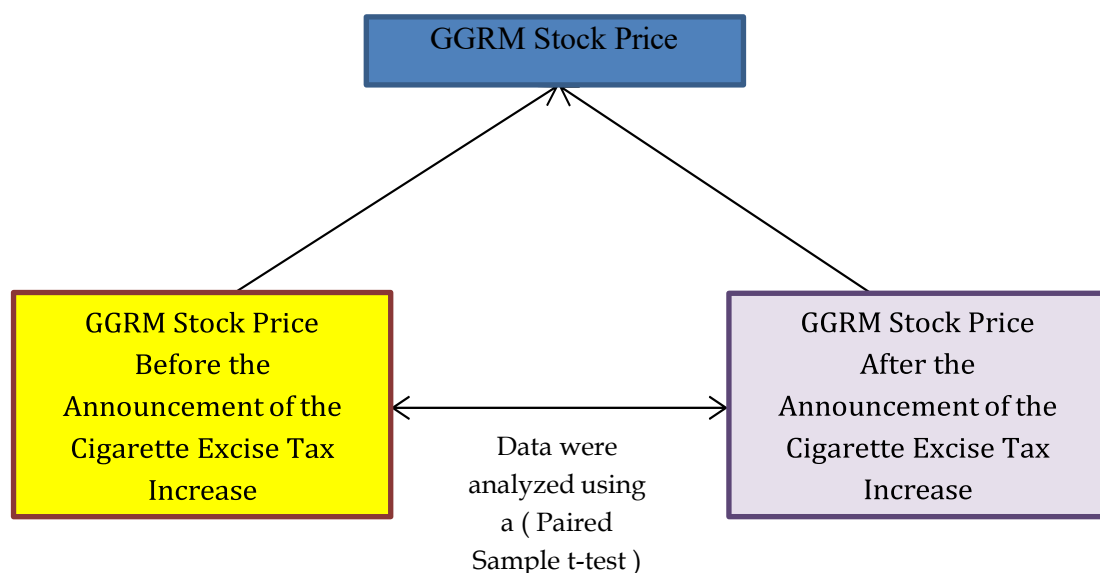 GGRM Stock Price
GGRM Stock Price
Before the
Announcement of the
Cigarette Excise Tax
Increase
GGRM Stock Price
After the
Announcement of the
Cigarette Excise Tax
Increase
Data were
analyzed using
a ( Paired
Sample t-test )